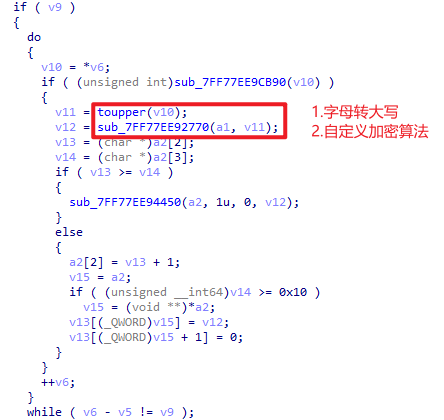 if ( v9 )
{
do
{
v10 = *v6;
if ( (unsigned int)sub_7FF77EE9CB90(v10) )
{
v11 = toupper(v10);
v12 = sub_7FF77EE92770(a1, v11);
1.字母转大写
2.自定义加密算法
v13 = (char *)a2[2];
v14 = (char *)a2[3];
if ( v13 >= v14 )
{
sub_7FF77EE94450(a2, 1u, 0, v12);
}
else
{
a2[2] = v13 + 1;
v15 = a2;
if ( (unsigned __int64)v14 >= 0x10 )
v15 = (void **)*a2;
v13[(_QWORD)v15] = v12;
v13[(_QWORD)v15 + 1] = 0;
}
}
++v6;
}
while ( v6 - v5 != v9 );